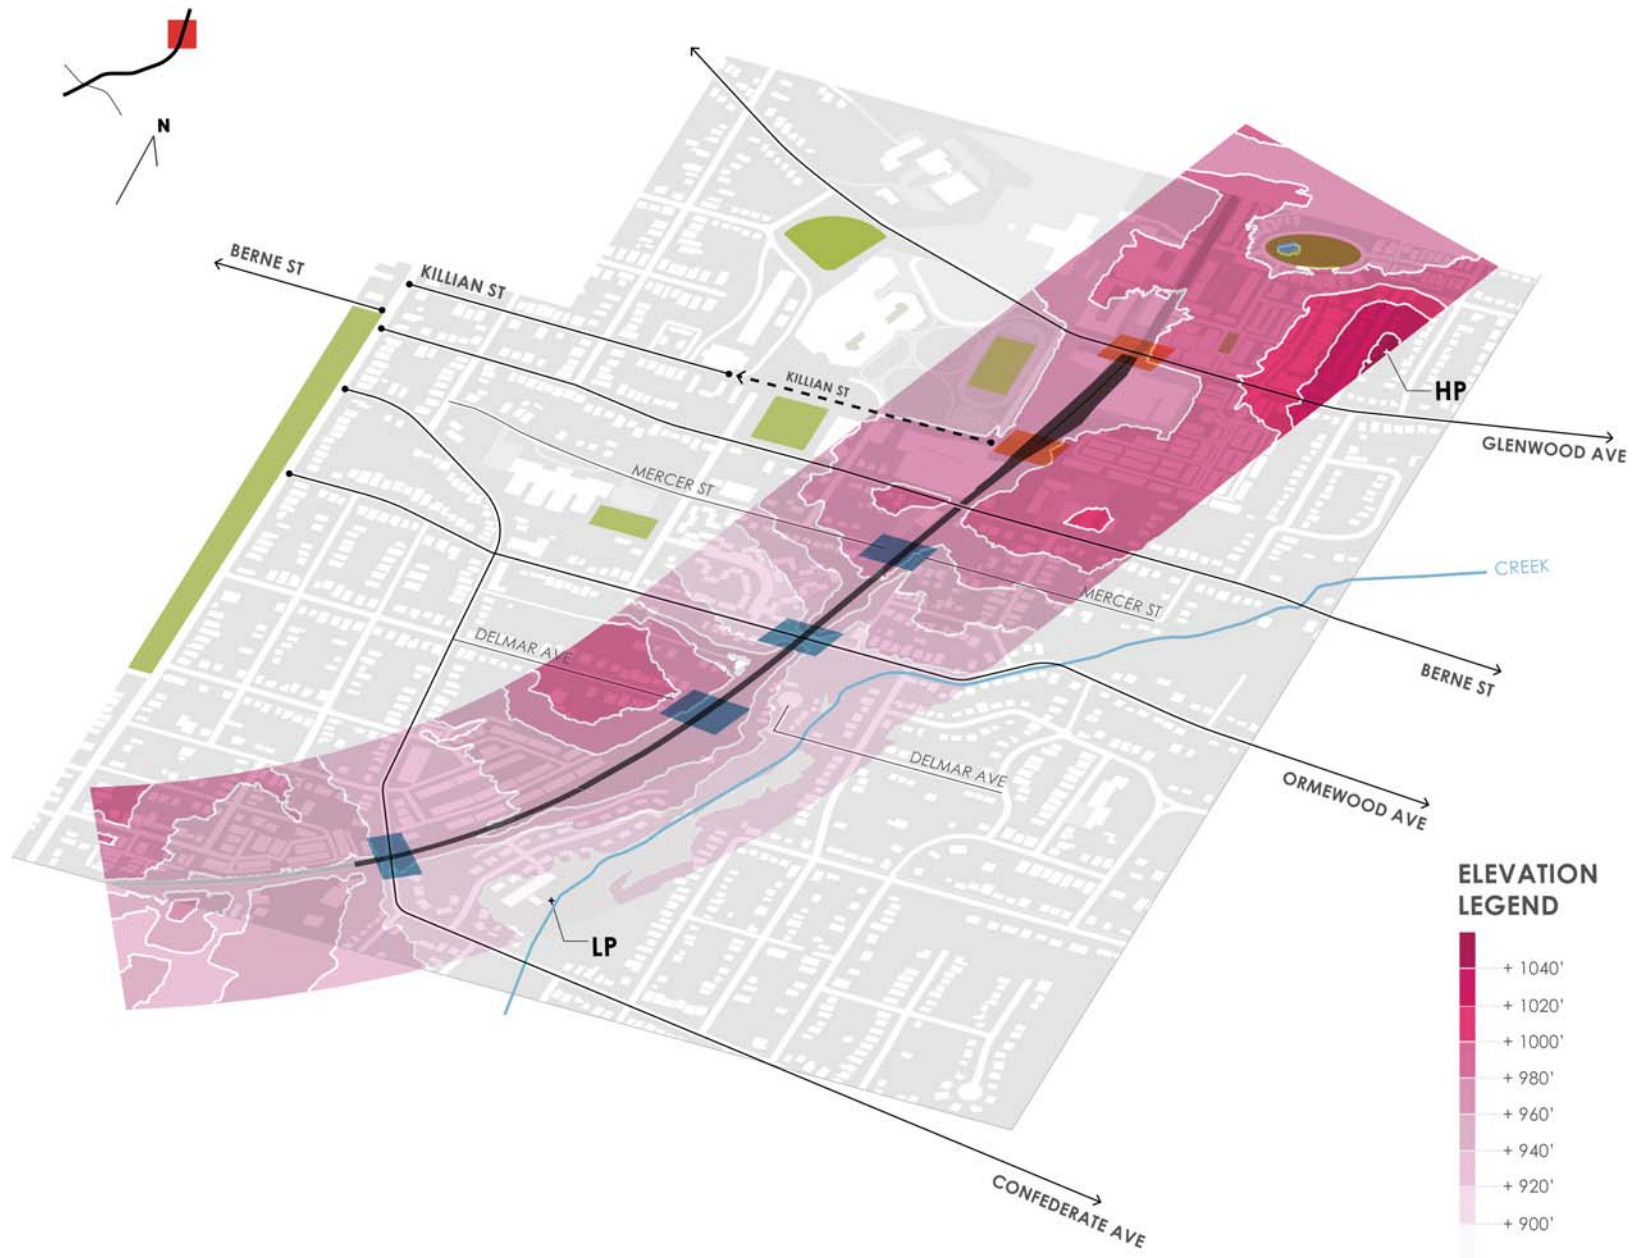 N
BERNE ST
KILLIAN ST
KILLIAN ST
HP
GLENWOOD AVE
MERCER ST
CREEK
MERCER ST
DELMAR AVE
BERNE ST
DELMAR AVE
ORMEWOOD AVE
LP
CONFEDERATE AVE
ELEVATION
LEGEND
+ 1040'
+ 1020'
+ 1000'
+ 980'
+ 960'
+ 940'
+ 920'
+ 900'